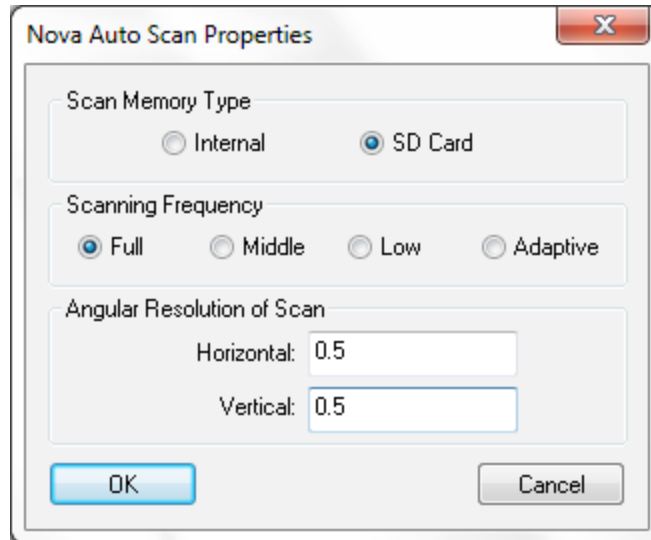 Nova Auto Scan Properties
Scan Memory Type
Internal SD Card
Scanning Frequency
Full Middle Low Adaptive
Angular Resolution of Scan
Horizontal: 0.5
Vertical: 0.5
OK Cancel